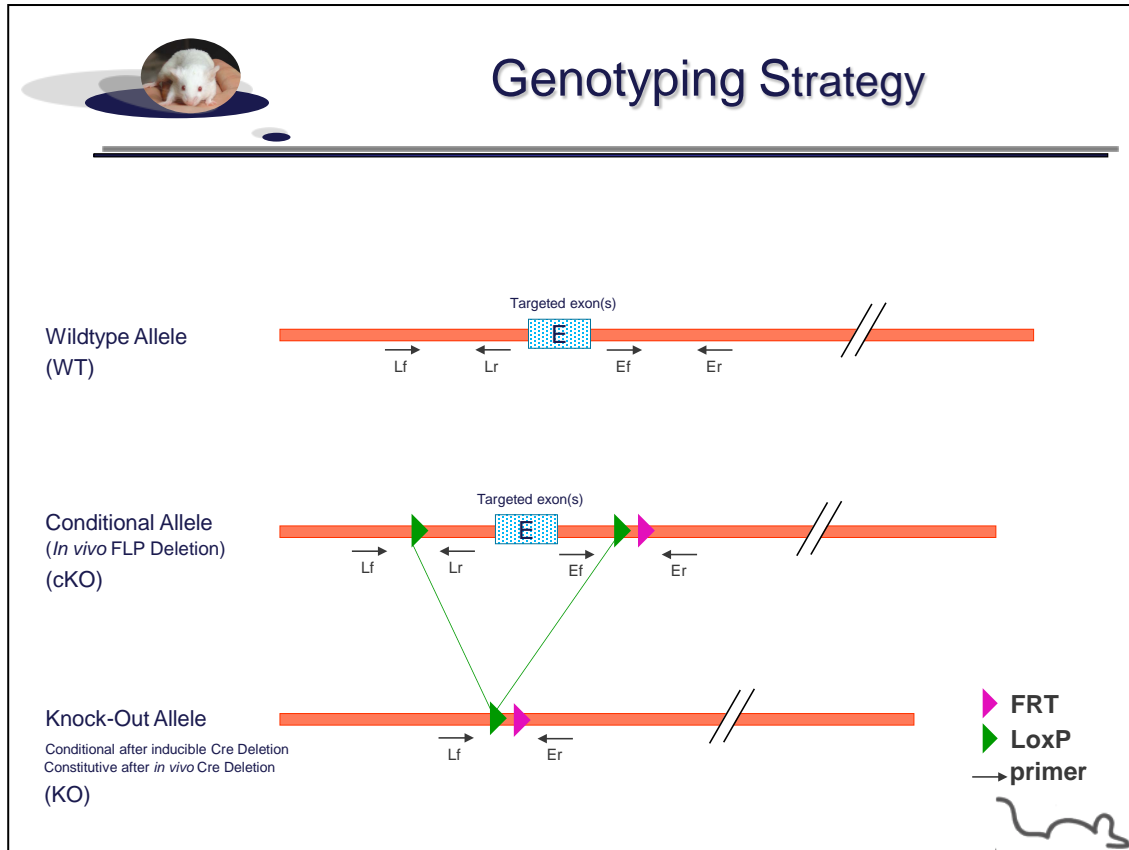 Genotyping Strategy
Targeted exon(s)
Wildtype Allele
(WT)
E
Lf
Lr
Ef
Er
Targeted exon(s)
Conditional Allele
(In vivo FLP Deletion)
(cKO)
E
Lf
Lr
Ef
Er
Knock-Out Allele
Conditional after inducible Cre Deletion
Constitutive after in vivo Cre Deletion
(KO)
Lf
Er
FRT
LoxP
primer